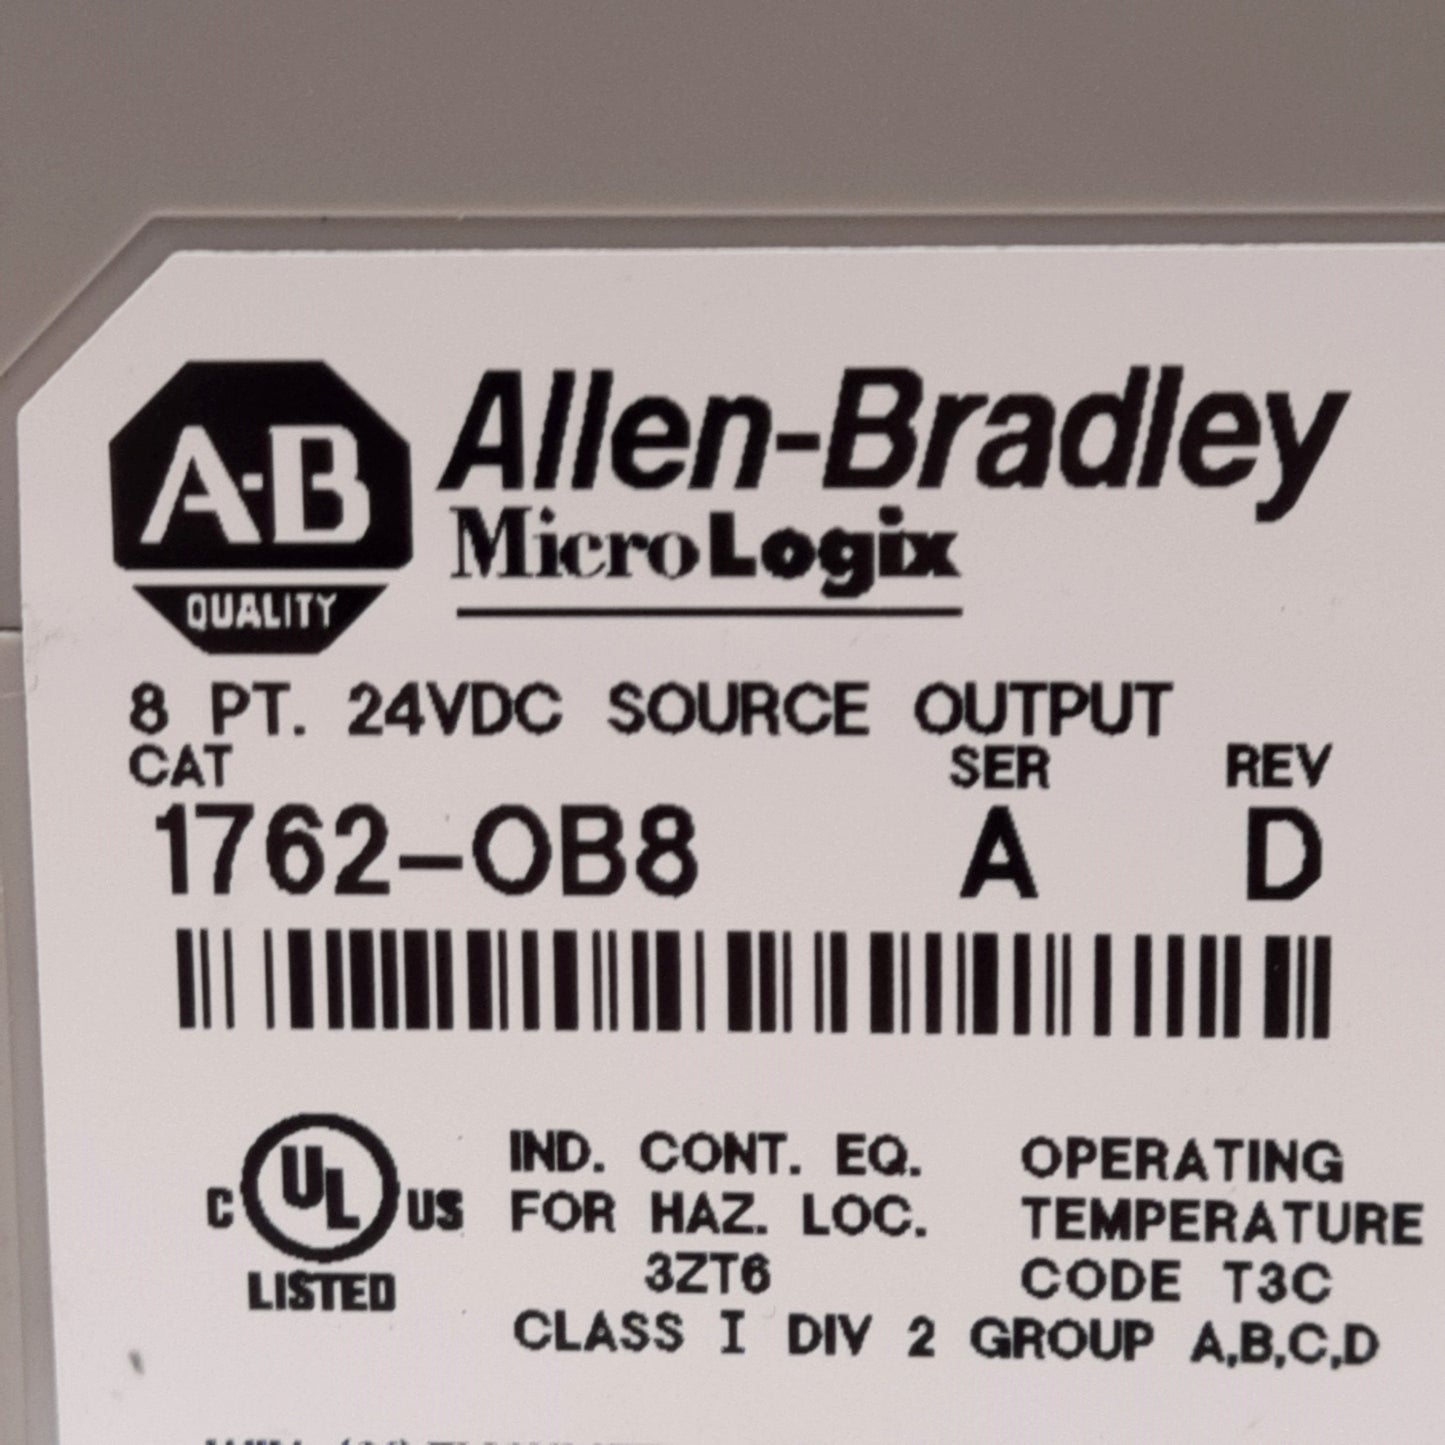 A-B
QUALITY
Allen-Bradley
MicroLogix
8 PT. 24VDC SOURCE OUTPUT
CAT SER REV
1762-OB8 A D
C UL US
LISTED
IND. CONT. EQ.
FOR HAZ. LOC.
3ZT6
OPERATING
TEMPERATURE
CODE T3C
CLASS I DIV 2 GROUP A,B,C,D